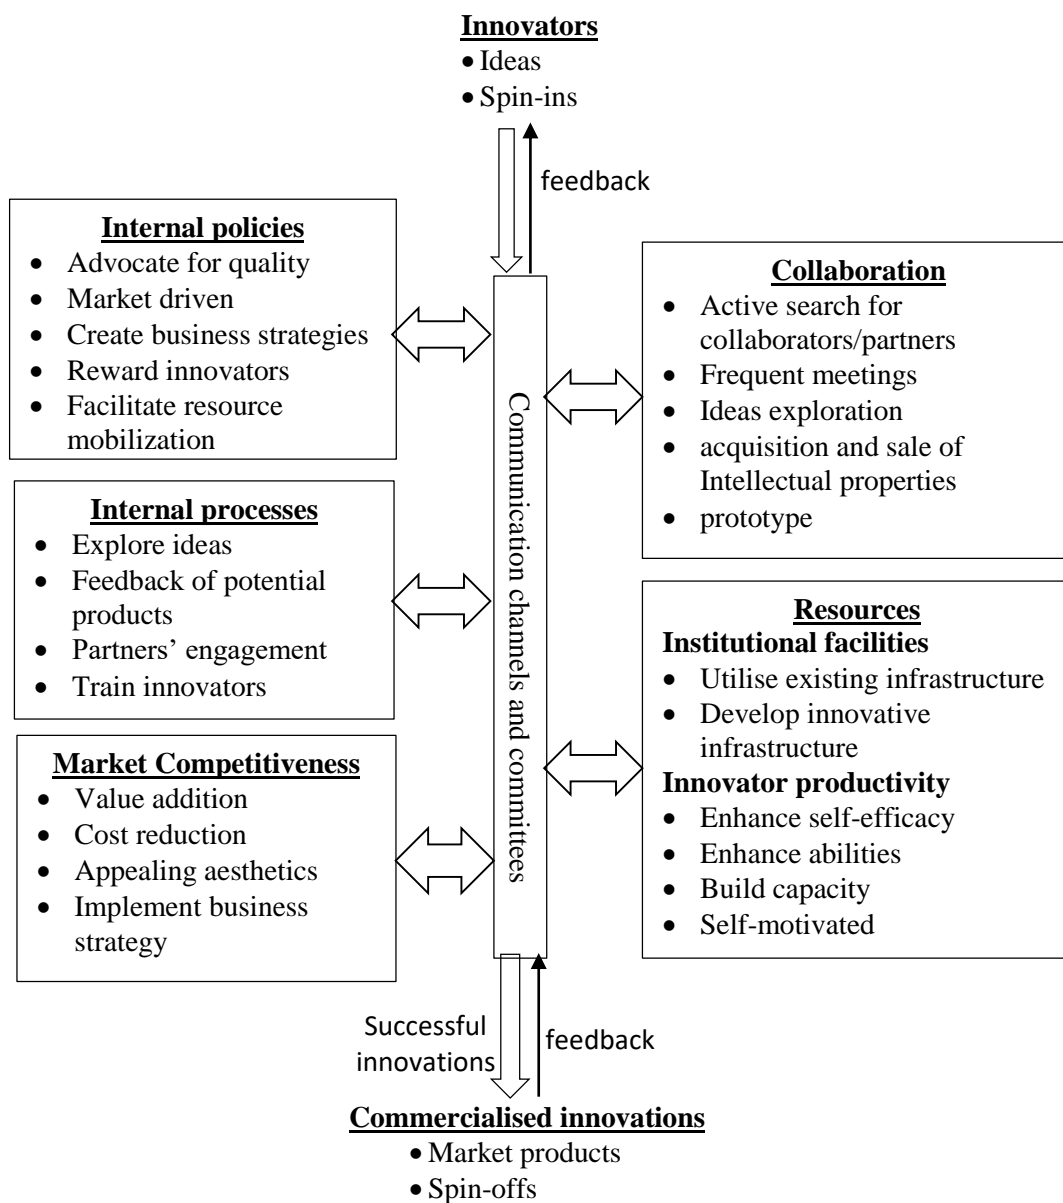 Innovators
• Ideas
• Spin-ins
feedback
Internal policies
• Advocate for quality
• Market driven
• Create business strategies
• Reward innovators
• Facilitate resource
mobilization
Internal processes
• Explore ideas
• Feedback of potential
products
• Partners’ engagement
• Train innovators
Market Competitiveness
• Value addition
• Cost reduction
• Appealing aesthetics
• Implement business
strategy
Communication channels and committees
Collaboration
• Active search for
collaborators/partners
• Frequent meetings
• Ideas exploration
• acquisition and sale of
Intellectual properties
• prototype
Resources
Institutional facilities
• Utilise existing infrastructure
• Develop innovative
infrastructure
Innovator productivity
• Enhance self-efficacy
• Enhance abilities
• Build capacity
• Self-motivated
Successful
innovations
feedback
Commercialised innovations
• Market products
• Spin-offs